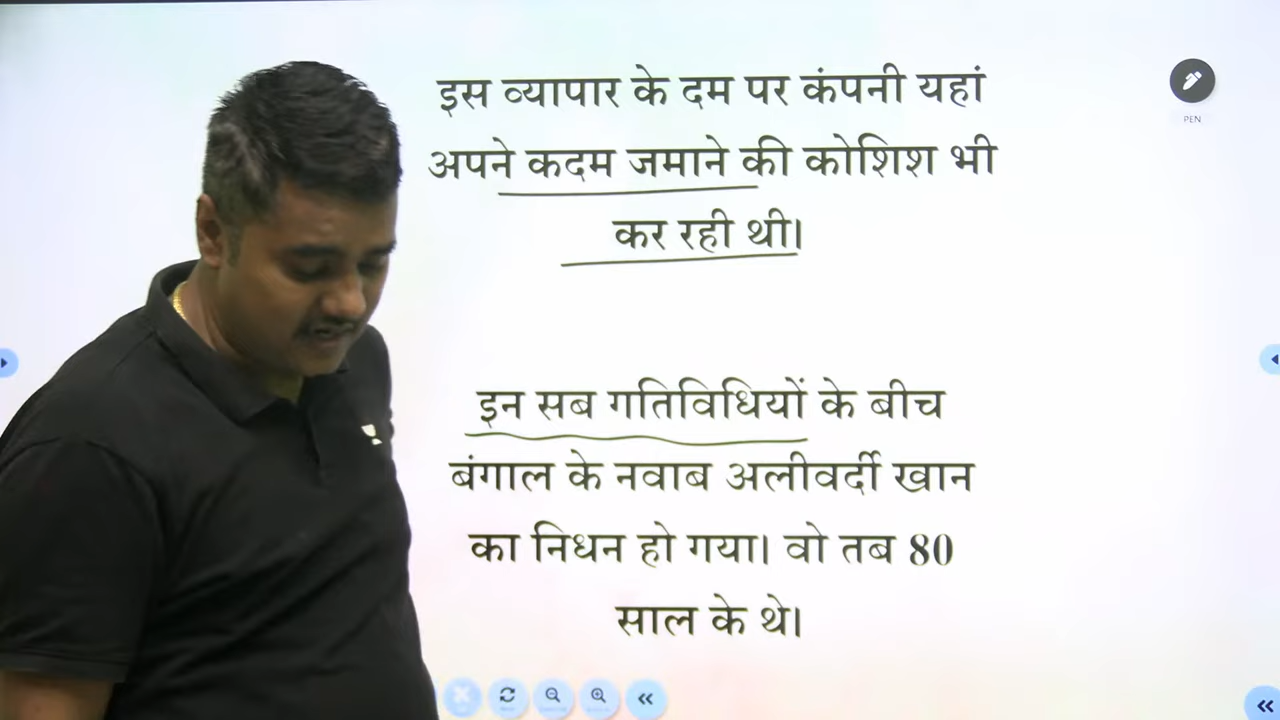 इस व्यापार के दम पर कंपनी यहां
अपने कदम जमाने की कोशिश भी
कर रही थी।
PEN
इन सब गतिविधियों के बीच
बंगाल के नवाब अलीवर्दी खान
का निधन हो गया। वो तब 80
साल के थे।